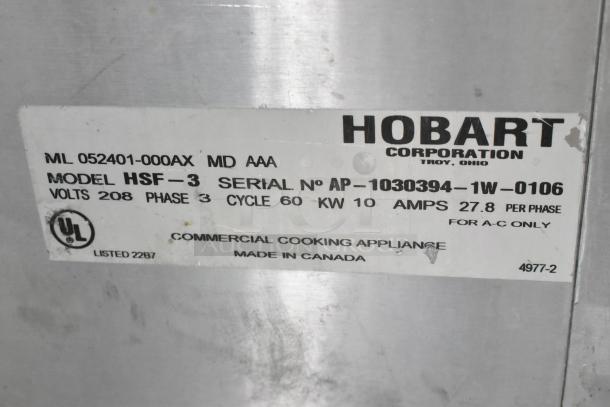 HOBART
CORPORATION
TROY, OHIO
ML 052401-000AX MD AAA
MODEL HSF-3 SERIAL Nº AP-1030394-1W-0106
VOLTS 208 PHASE 3 CYCLE 60 KW 10 AMPS 27.8 PER PHASE
FOR A-C ONLY
UL
COMMERCIAL COOKING APPLIANCE
LISTED 22B7
MADE IN CANADA
4977-2